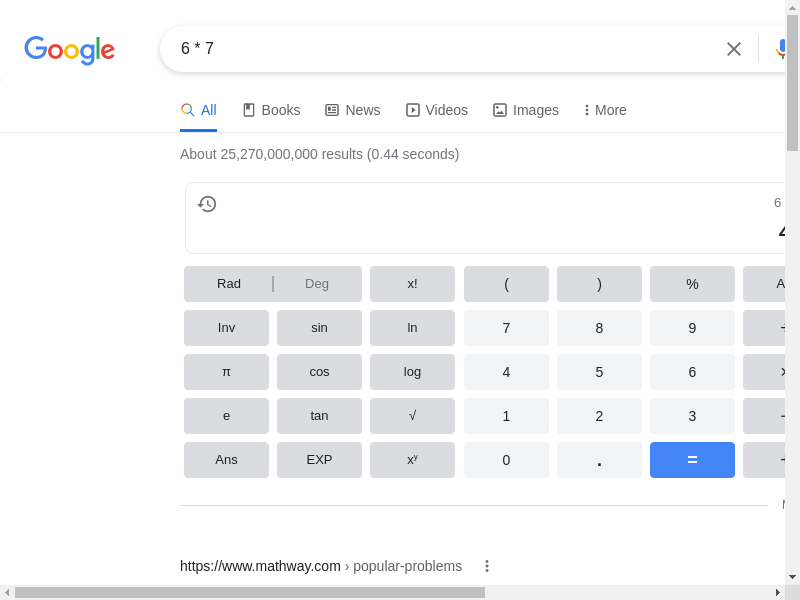 Google
6 * 7
All Books News Videos Images More
About 25,270,000,000 results (0.44 seconds)
6
4
Rad | Deg x! ( ) %
Inv sin ln 7 8 9
π cos log 4 5 6
e tan √ 1 2 3
Ans EXP xʸ 0 . =
https://www.mathway.com › popular-problems